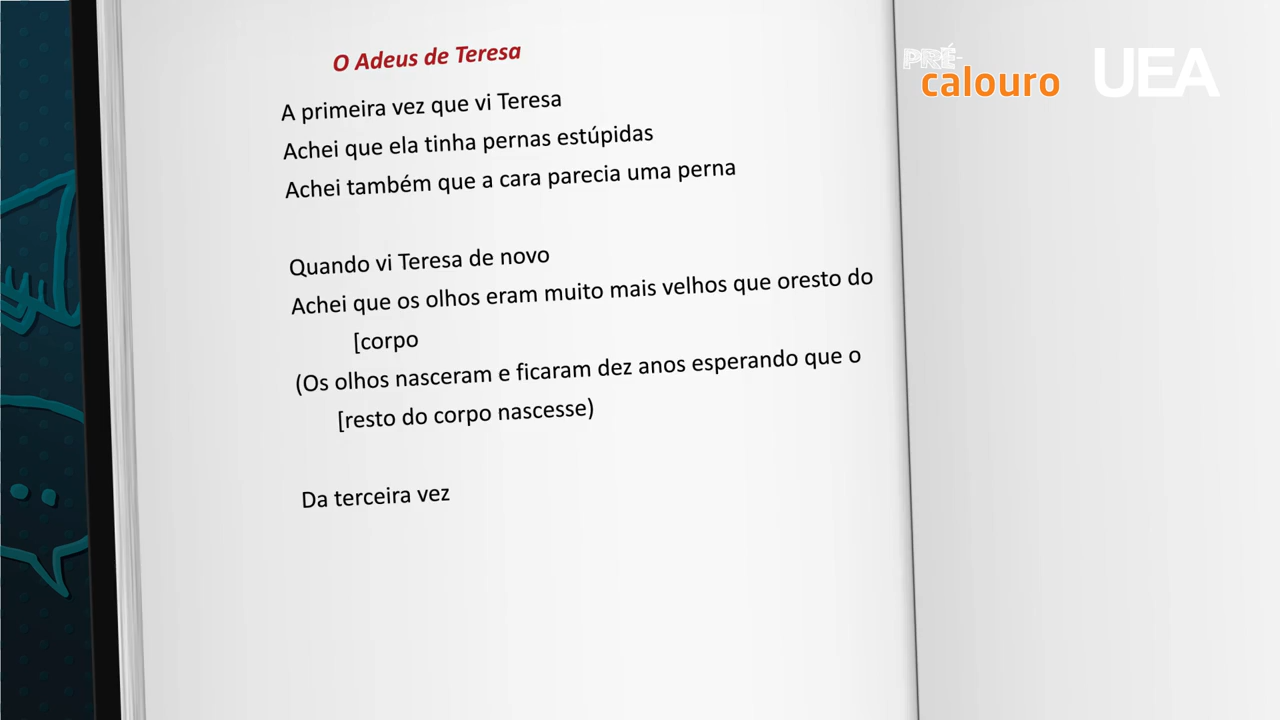 O Adeus de Teresa
A primeira vez que vi Teresa
Achei que ela tinha pernas estúpidas
Achei também que a cara parecia uma perna
Quando vi Teresa de novo
Achei que os olhos eram muito mais velhos que oresto do
[corpo
(Os olhos nasceram e ficaram dez anos esperando que o
[resto do corpo nascesse)
Da terceira vez
PRÉ-
calouro
UEA